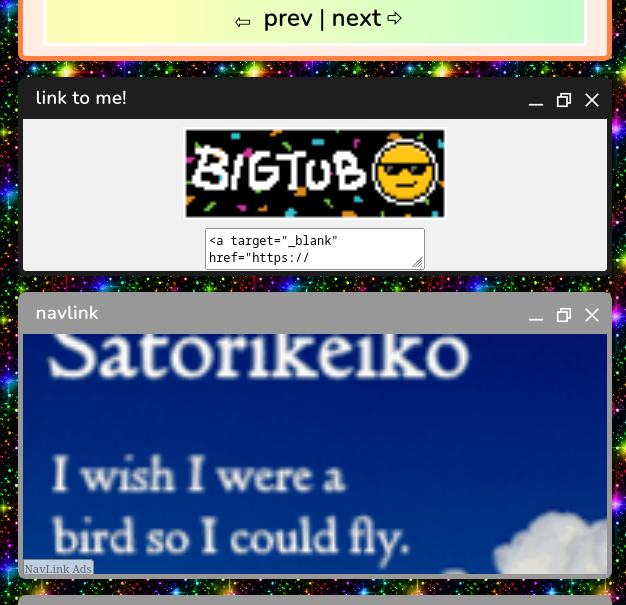 ⇦ prev | next ⇨
link to me!
BIGTUB
<a target="_blank"
href="https://
navlink
Satorikeiko
I wish I were a
bird so I could fly.
NavLink Ads